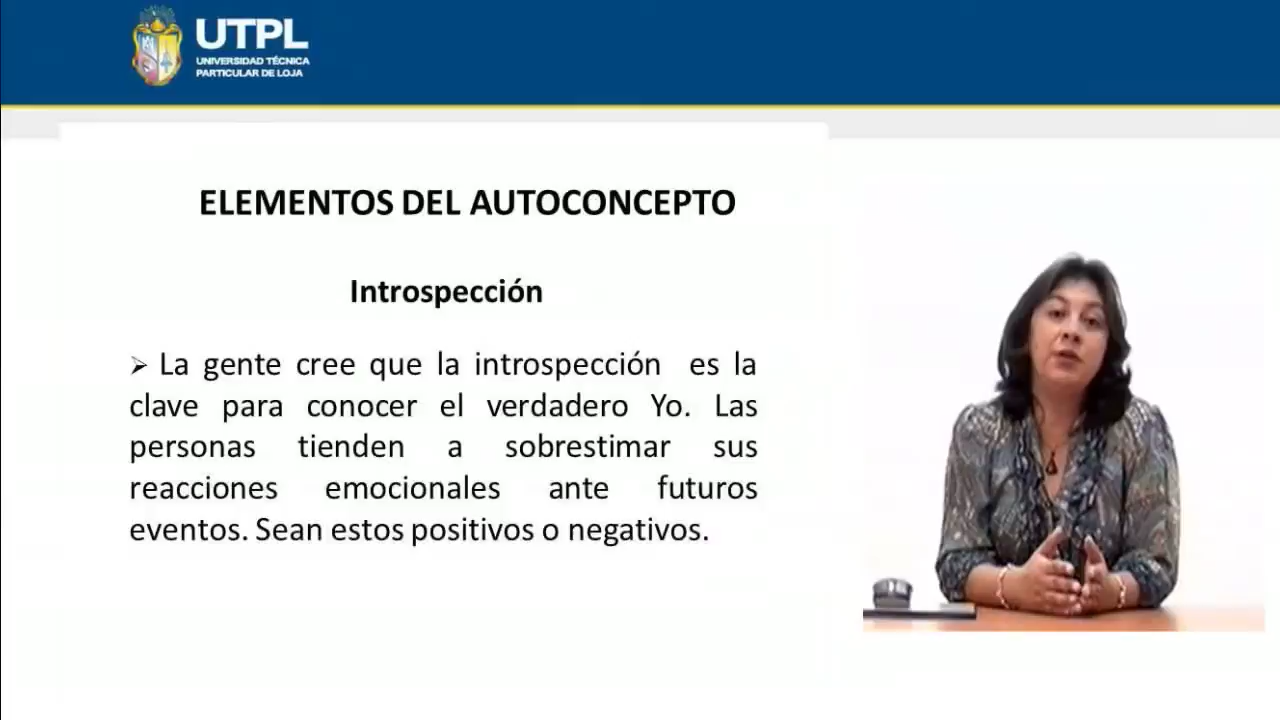 UTPL
UNIVERSIDAD TÉCNICA
PARTICULAR DE LOJA
ELEMENTOS DEL AUTOCONCEPTO
Introspección
➢ La gente cree que la introspección es la
clave para conocer el verdadero Yo. Las
personas tienden a sobrestimar sus
reacciones emocionales ante futuros
eventos. Sean estos positivos o negativos.